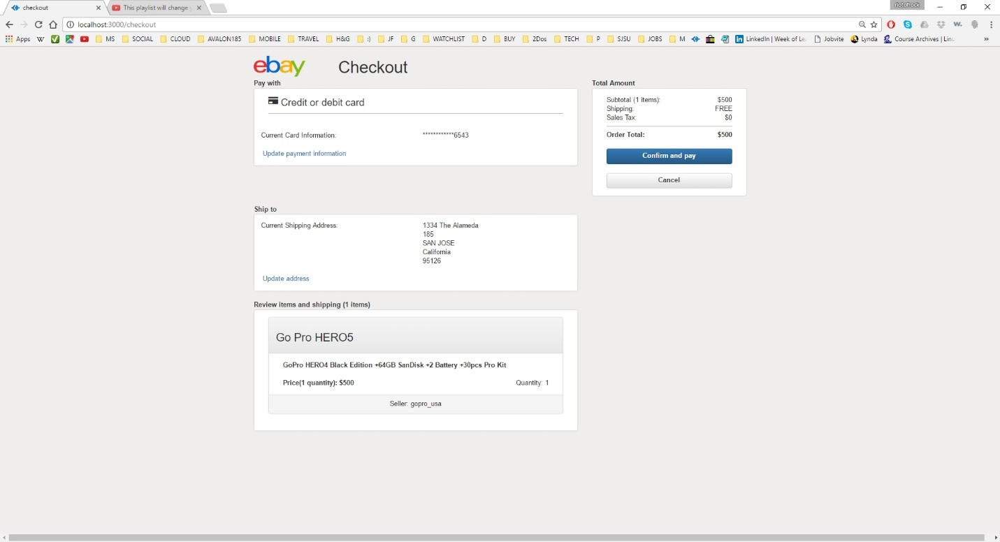 checkout
This playlist will change
localhost:3000/checkout
Apps
MS
SOCIAL
CLOUD
AVALON185
MOBILE
TRAVEL
H&G
:)
JF
G
WATCHLIST
D
BUY
2Dos
TECH
P
SJSU
JOBS
M
LinkedIn | Week of Le
Jobvite
Lynda
Course Archives | Linu
ebay Checkout
Pay with
Credit or debit card
Current Card Information: ************6543
Update payment information
Total Amount
Subtotal (1 items): $500
Shipping: FREE
Sales Tax: $0
Order Total: $500
Confirm and pay
Cancel
Ship to
Current Shipping Address: 1334 The Alameda
185
SAN JOSE
California
95126
Update address
Review items and shipping (1 items)
Go Pro HERO5
GoPro HERO4 Black Edition +64GB SanDisk +2 Battery +30pcs Pro Kit
Price(1 quantity): $500 Quantity: 1
Seller: gopro_usa